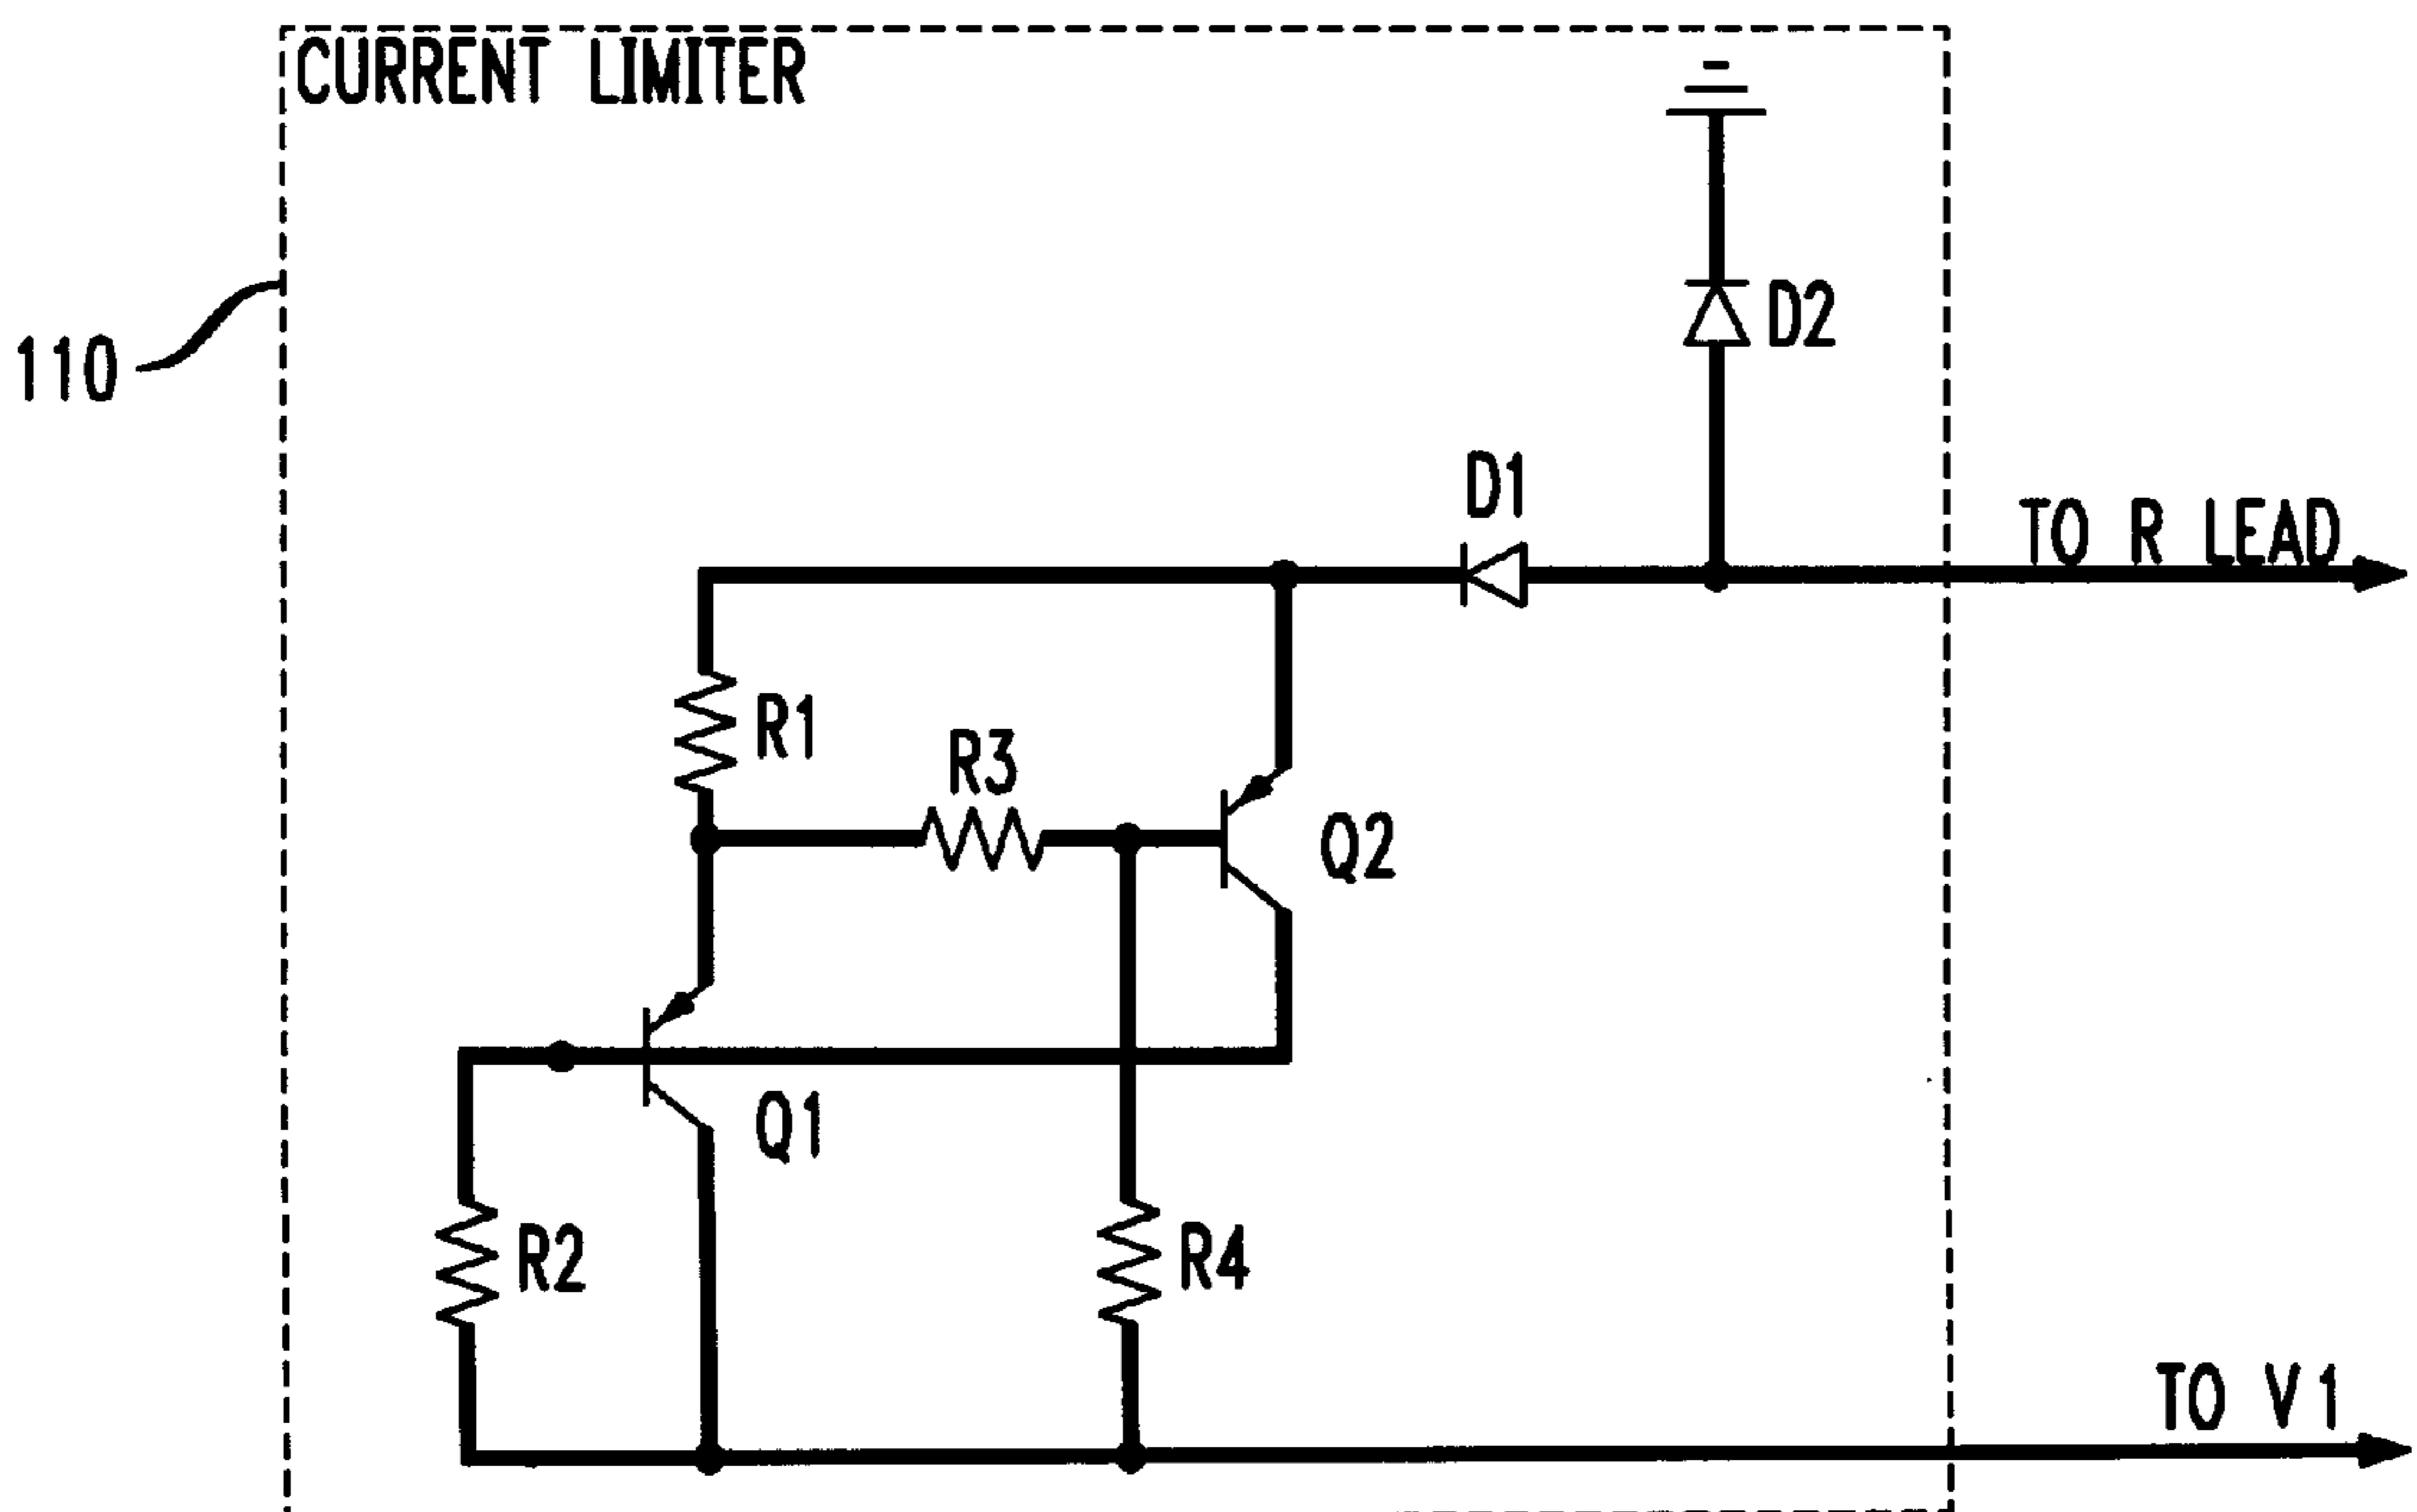 CURRENT LIMITER
110
D2
D1
TO R LEAD
R1
R3
Q2
Q1
R2
R4
TO V1